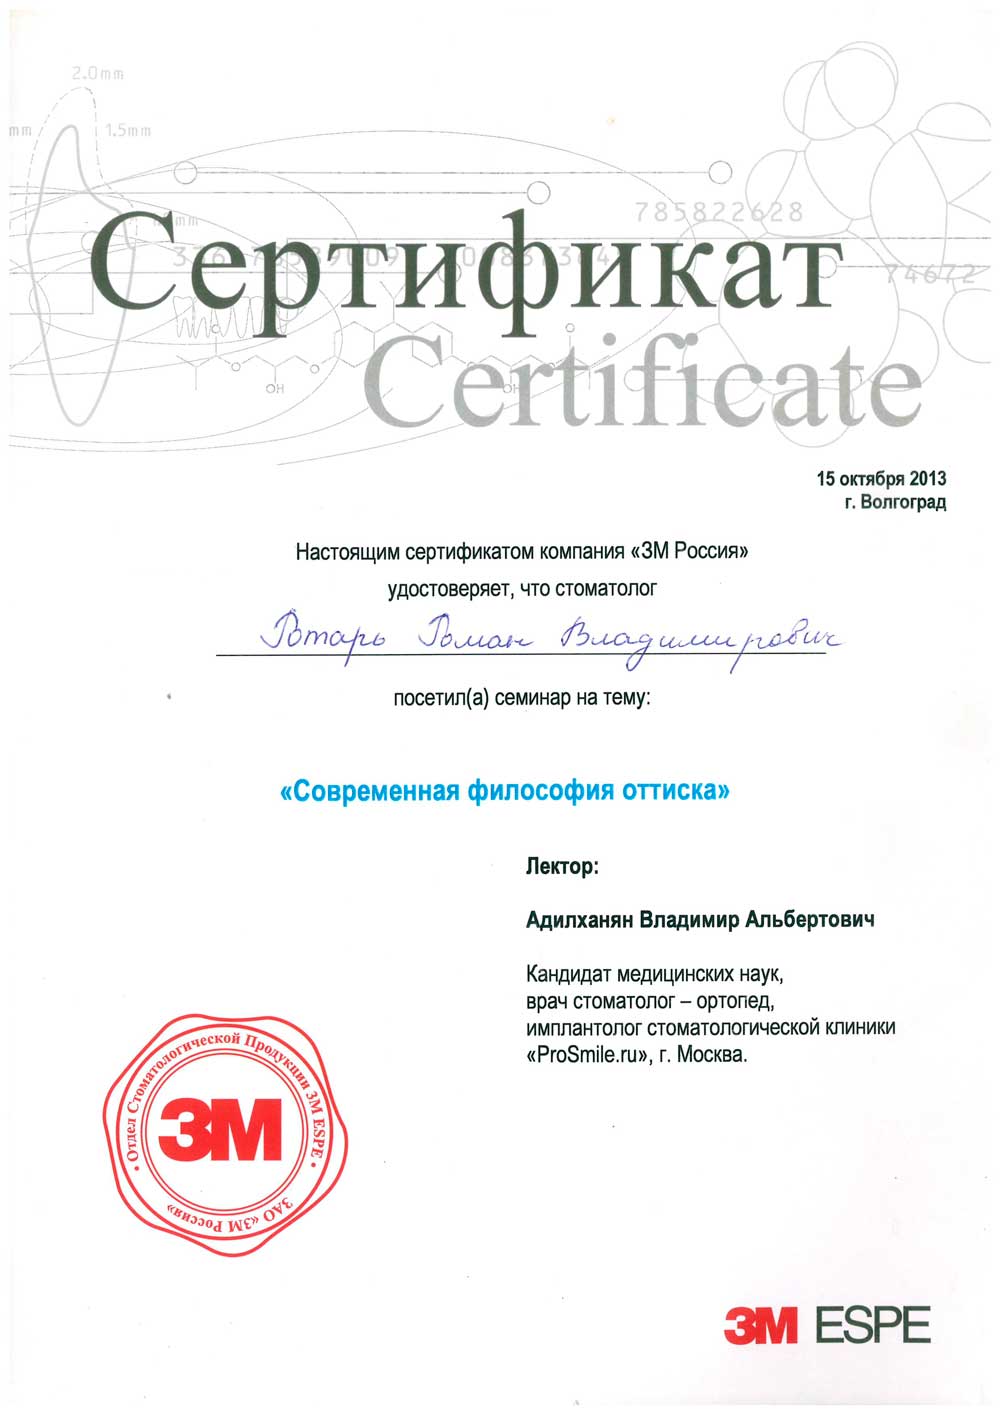 2.0mm
mm
1.5mm
785822628
74672
Сертификат
Certificate
OH
OH
15 октября 2013
г. Волгоград
Настоящим сертификатом компания «3М Россия»
удостоверяет, что стоматолог
Ротарь Роман Владимирович
посетил(а) семинар на тему:
«Современная философия оттиска»
Лектор:
Адилханян Владимир Альбертович
Кандидат медицинских наук,
врач стоматолог – ортопед,
имплантолог стоматологической клиники
«ProSmile.ru», г. Москва.
• Отдел Стоматологической Продукции 3М ESPE •
3M
ЗАО «3М Россия»
3M ESPE